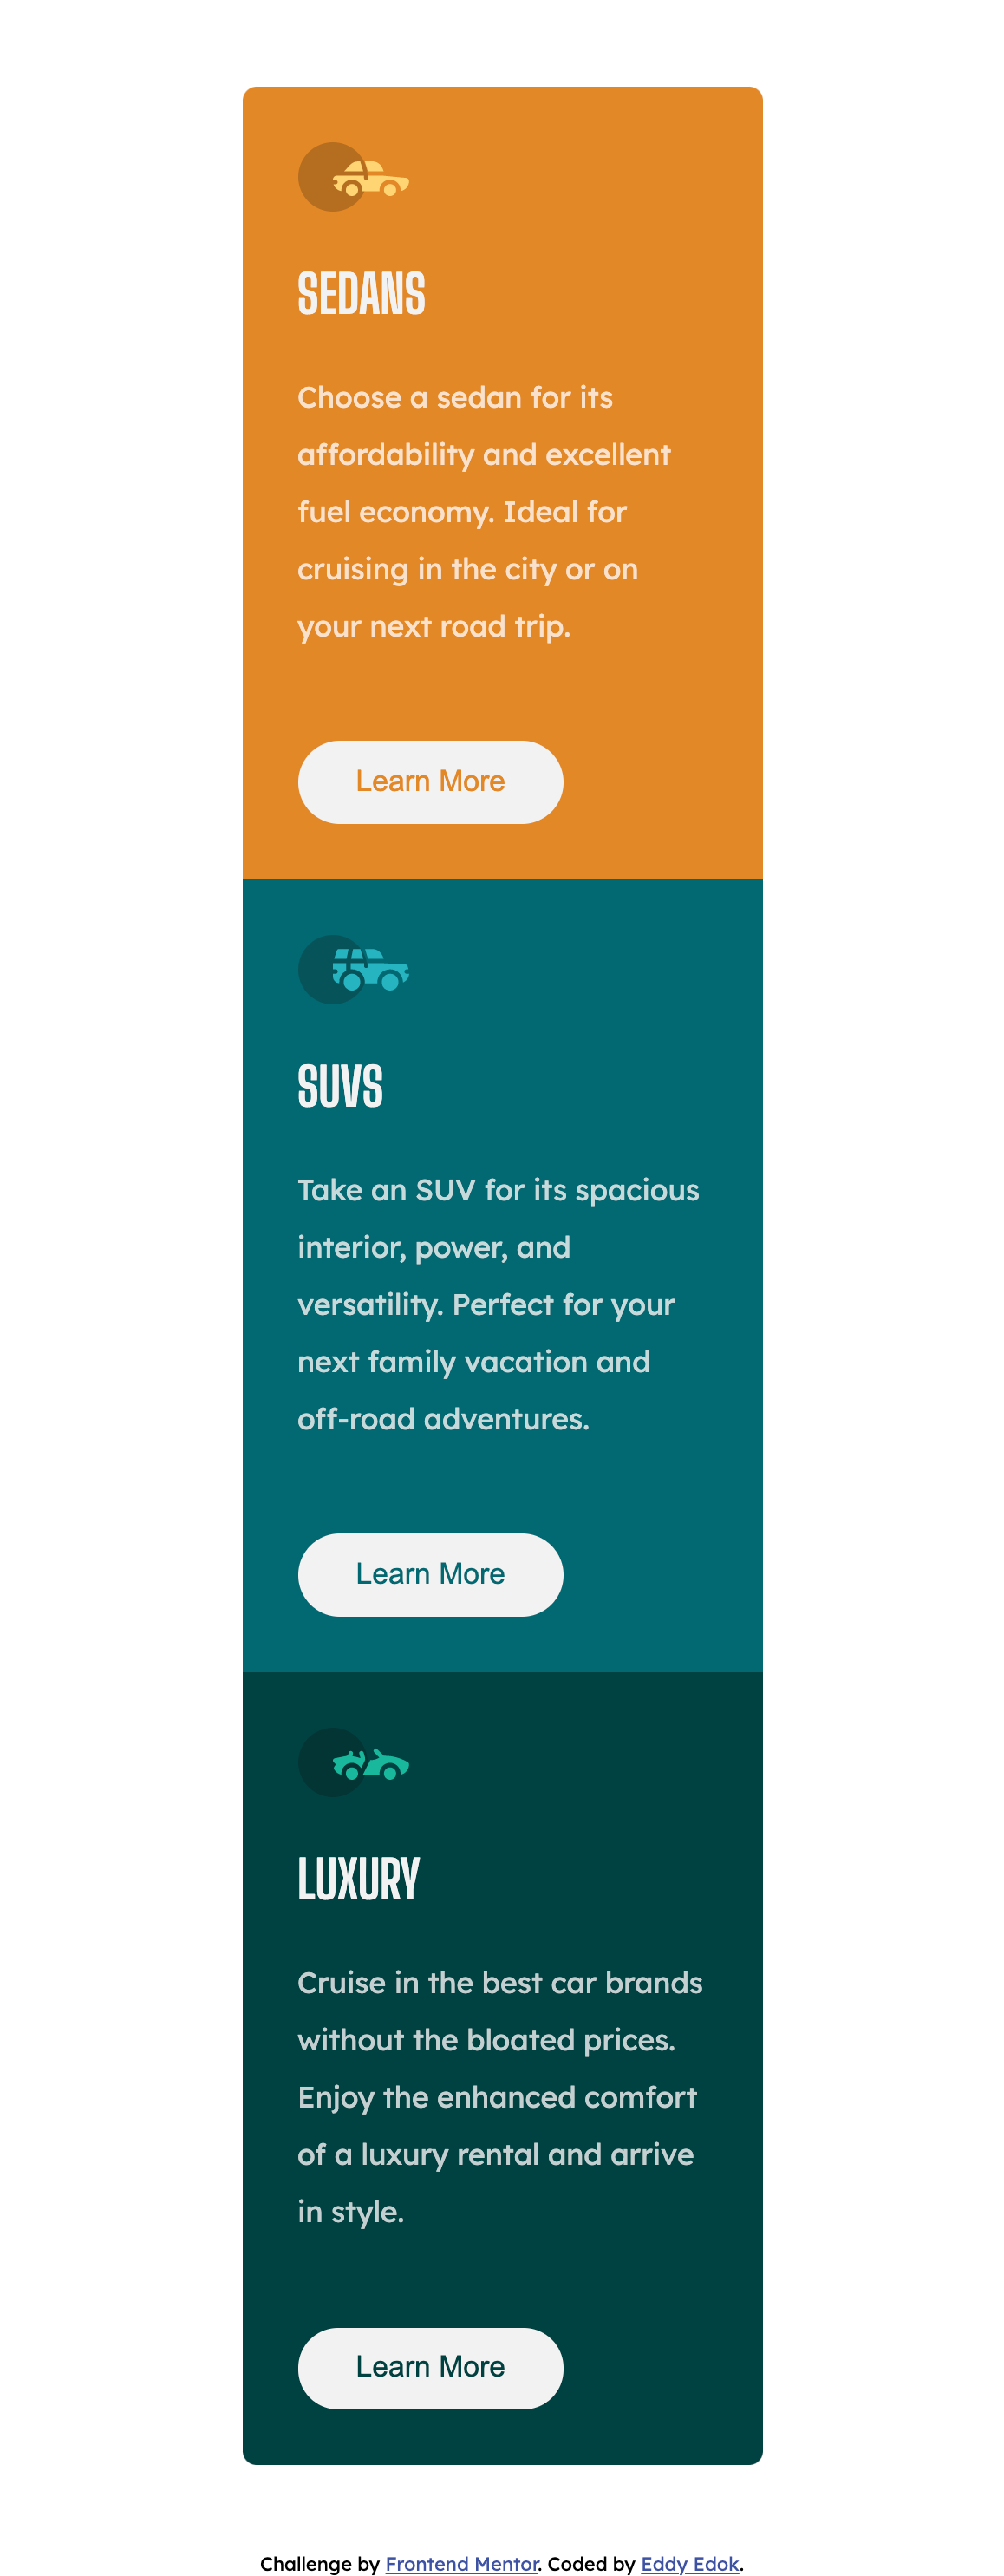 SEDANS
Choose a sedan for its
affordability and excellent
fuel economy. Ideal for
cruising in the city or on
your next road trip.
Learn More
SUVS
Take an SUV for its spacious
interior, power, and
versatility. Perfect for your
next family vacation and
off-road adventures.
Learn More
LUXURY
Cruise in the best car brands
without the bloated prices.
Enjoy the enhanced comfort
of a luxury rental and arrive
in style.
Learn More
Challenge by Frontend Mentor. Coded by Eddy Edok.